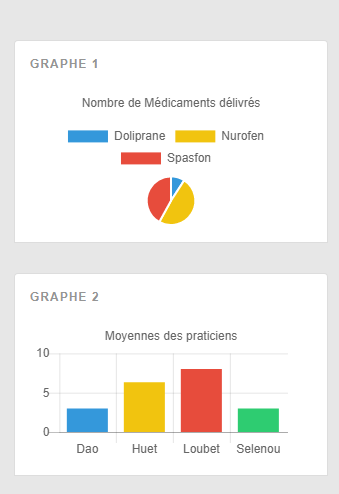 GRAPHE 1
Nombre de Médicaments délivrés
Doliprane Nurofen
Spasfon
GRAPHE 2
Moyennes des praticiens
10
5
0
Dao Huet Loubet Selenou